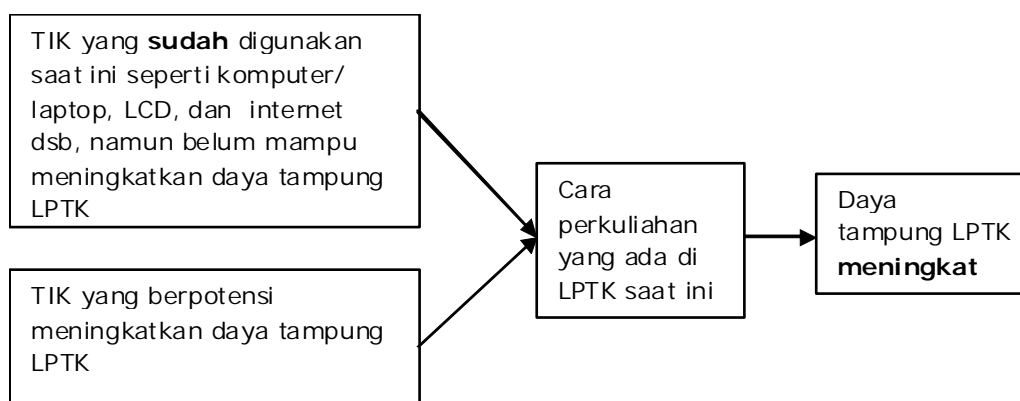 TIK yang sudah digunakan
saat ini seperti komputer/
laptop, LCD, dan internet
dsb, namun belum mampu
meningkatkan daya tampung
LPTK
TIK yang berpotensi
meningkatkan daya tampung
LPTK
Cara
perkuliahan
yang ada di
LPTK saat ini
Daya
tampung LPTK
meningkat